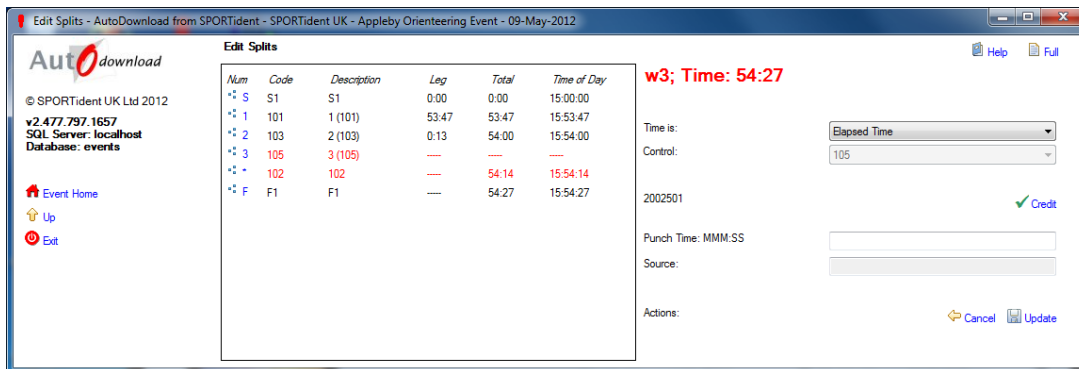 Edit Splits - AutoDownload from SPORTident - SPORTident UK - Appleby Orienteering Event - 09-May-2012
Auto download
© SPORTident UK Ltd 2012
v2.477.797.1657
SQL Server: localhost
Database: events
Event Home
Up
Exit
Edit Splits
Num Code Description Leg Total Time of Day
S S1 S1 0:00 0:00 15:00:00
1 101 1 (101) 53:47 53:47 15:53:47
2 103 2 (103) 0:13 54:00 15:54:00
3 105 3 (105) ----- ----- -----
* 102 102 ----- 54:14 15:54:14
F F1 F1 ----- 54:27 15:54:27
Help Full
w3; Time: 54:27
Time is: Elapsed Time
Control: 105
2002501 Credit
Punch Time: MMM:SS
Source:
Actions: Cancel Update